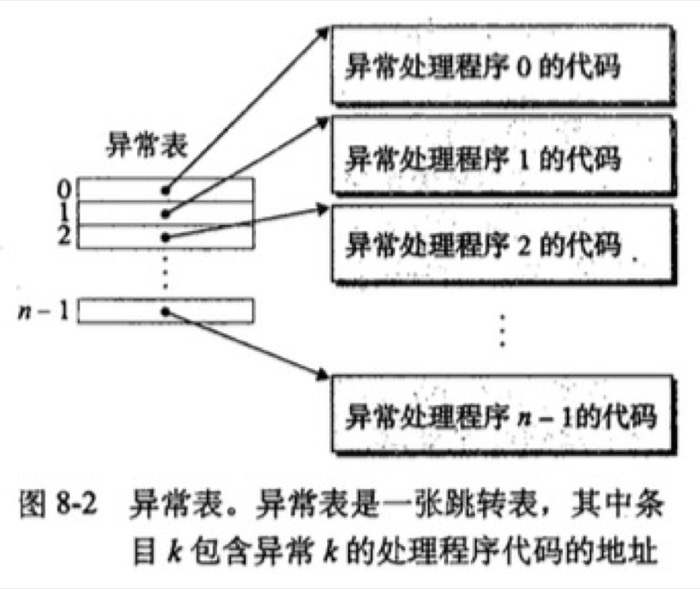 异常处理程序 0 的代码
异常表
异常处理程序 1 的代码
0
1
2
异常处理程序 2 的代码
n – 1
异常处理程序 n – 1的代码
图 8-2 异常表。异常表是一张跳转表，其中条
目 k 包含异常 k 的处理程序代码的地址